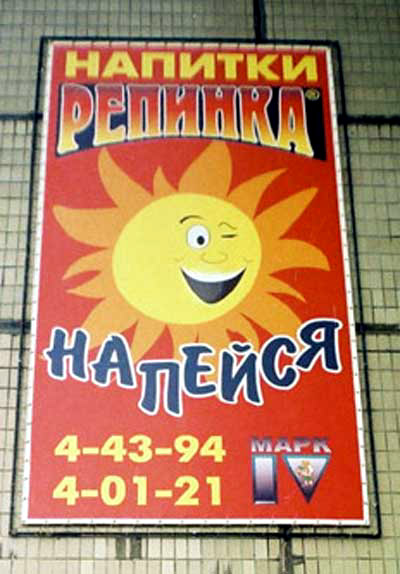 НАПИТКИ
РЕПИНКА®
НАПЕЙСЯ
4-43-94
4-01-21
МАРК
IV